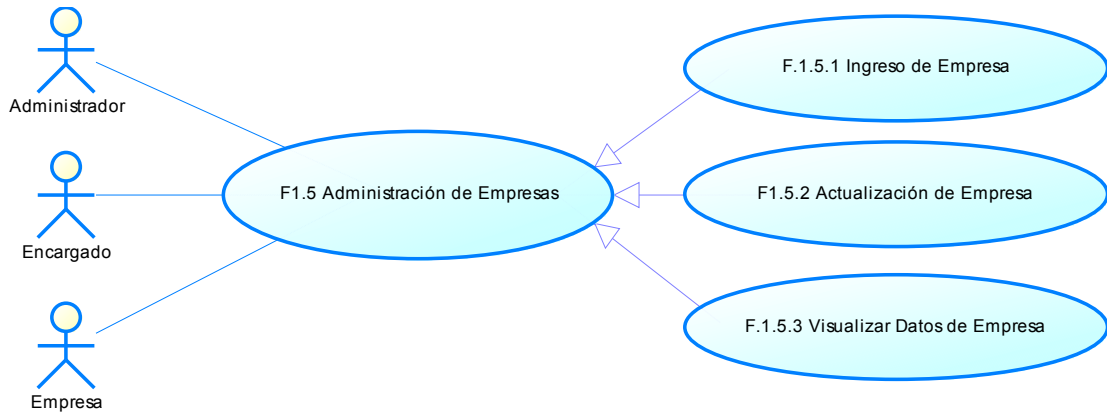 Administrador
Encargado
Empresa
F1.5 Administración de Empresas
F.1.5.1 Ingreso de Empresa
F1.5.2 Actualización de Empresa
F.1.5.3 Visualizar Datos de Empresa